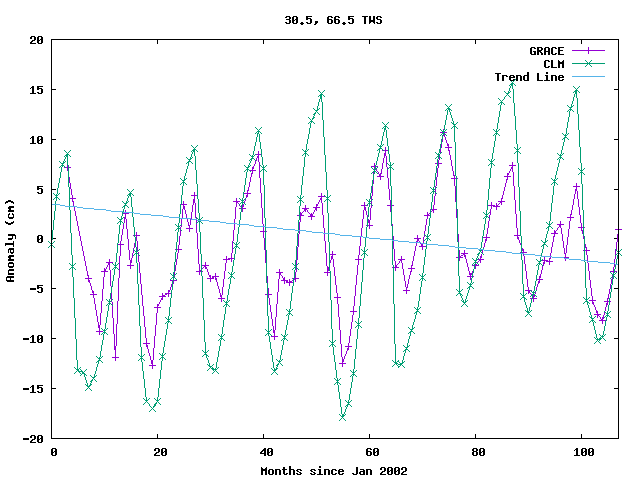 30.5, 66.5 TWS
GRACE
CLM
Trend Line
Anomaly (cm)
20
15
10
5
0
-5
-10
-15
-20
0 20 40 60 80 100
Months since Jan 2002